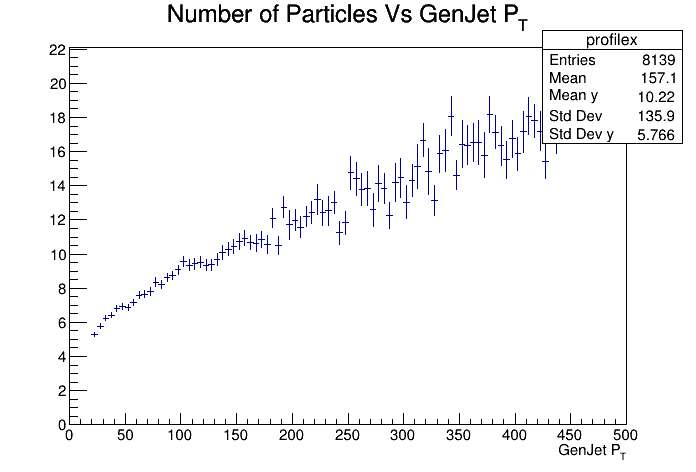 Number of Particles Vs GenJet PT
profilex
Entries 8139
Mean 157.1
Mean y 10.22
Std Dev 135.9
Std Dev y 5.766
22
20
18
16
14
12
10
8
6
4
2
0
0 50 100 150 200 250 300 350 400 450 500
GenJet PT